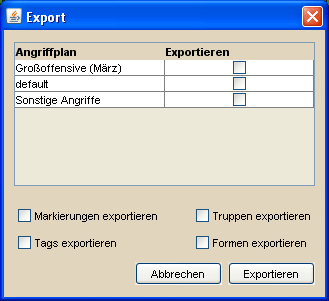 Export
Angriffplan Exportieren
Großoffensive (März)
default
Sonstige Angriffe
Markierungen exportieren Truppen exportieren
Tags exportieren Formen exportieren
Abbrechen Exportieren